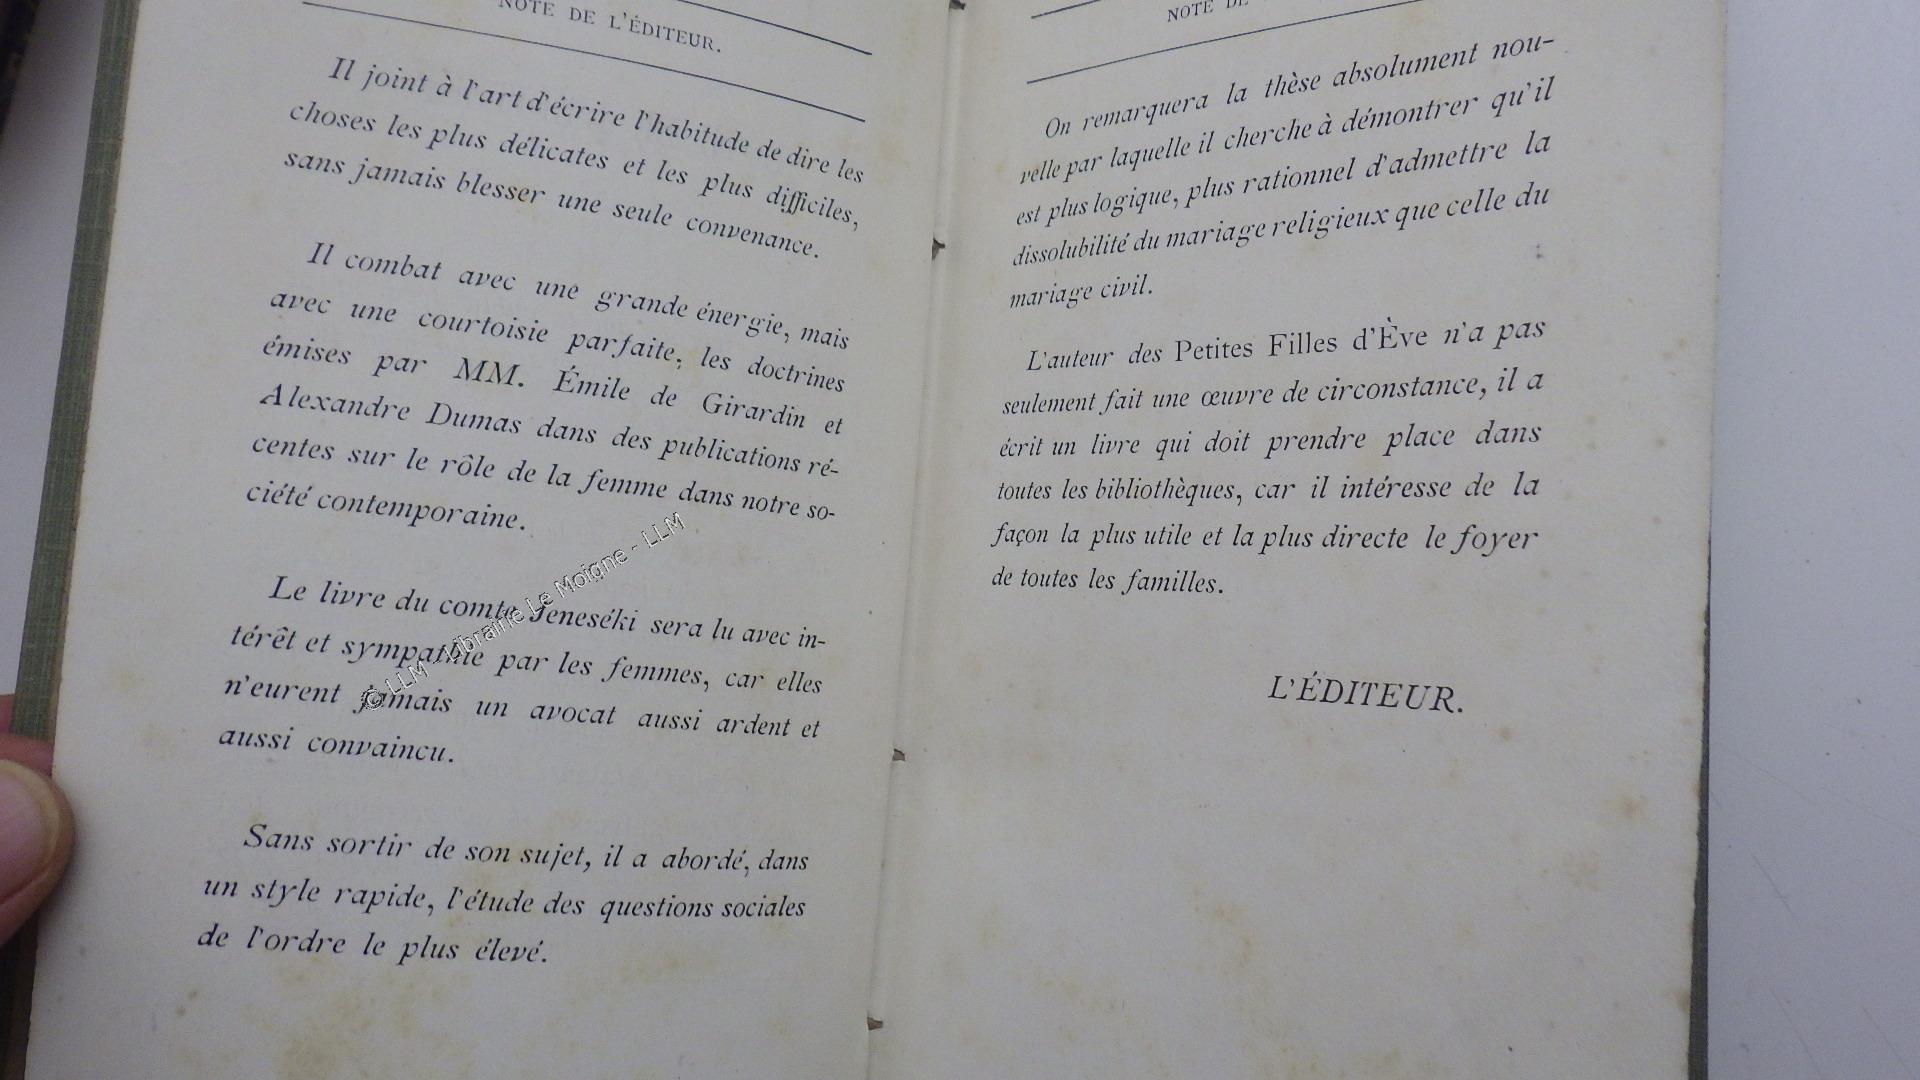 NOTE DE L'ÉDITEUR.
Il joint à l'art d'écrire l'habitude de dire les
choses les plus délicates et les plus difficiles,
sans jamais blesser une seule convenance.
Il combat avec une grande énergie, mais
avec une courtoisie parfaite, les doctrines
émises par MM. Émile de Girardin et
Alexandre Dumas dans des publications ré-
centes sur le rôle de la femme dans notre so-
ciété contemporaine.
Le livre du comte Jeneséki sera lu avec in-
térêt et sympathie par les femmes, car elles
n'eurent jamais un avocat aussi ardent et
aussi convaincu.
Sans sortir de son sujet, il a abordé, dans
un style rapide, l'étude des questions sociales
de l'ordre le plus élevé.
© LLM - Librairie Le Moigne - LLM
NOTE DE
On remarquera la thèse absolument nou-
velle par laquelle il cherche à démontrer qu'il
est plus logique, plus rationnel d'admettre la
dissolubilité du mariage religieux que celle du
mariage civil.
L'auteur des Petites Filles d'Ève n'a pas
seulement fait une œuvre de circonstance, il a
écrit un livre qui doit prendre place dans
toutes les bibliothèques, car il intéresse de la
façon la plus utile et la plus directe le foyer
de toutes les familles.
L'ÉDITEUR.